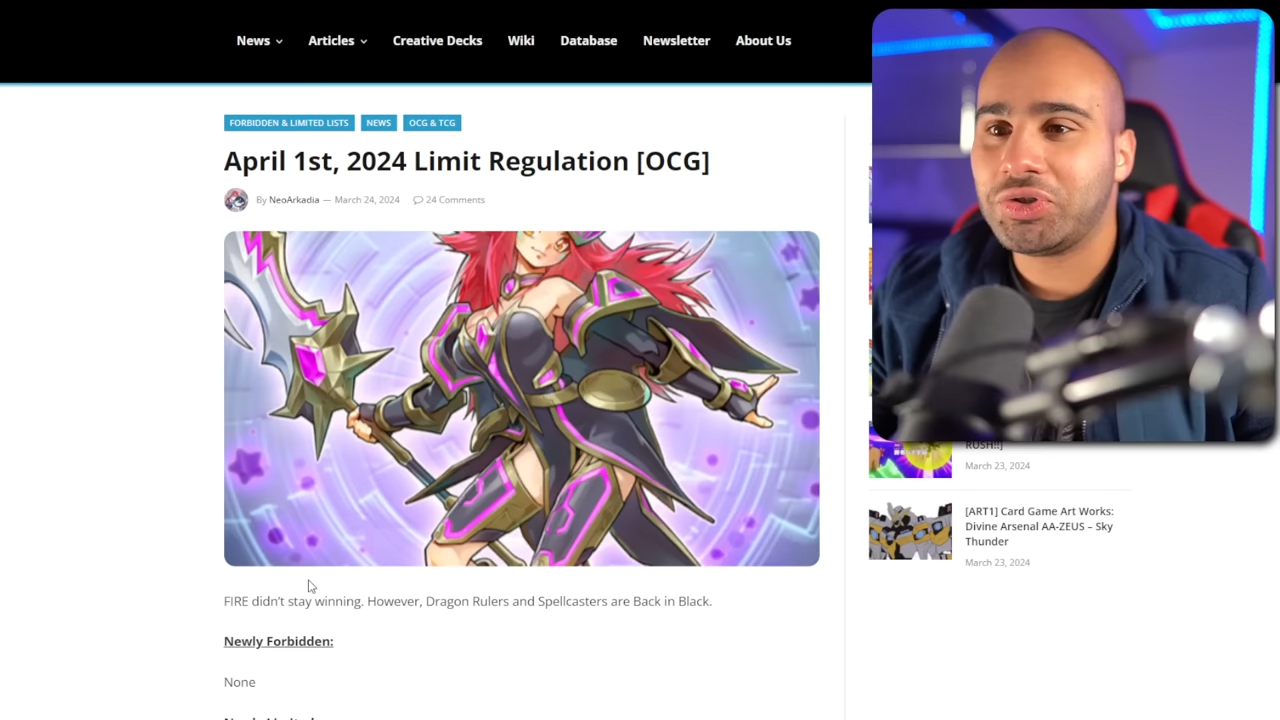 News
Articles
Creative Decks
Wiki
Database
Newsletter
About Us
FORBIDDEN & LIMITED LISTS
NEWS
OCG & TCG
April 1st, 2024 Limit Regulation [OCG]
By NeoArkadia — March 24, 2024
24 Comments
FIRE didn't stay winning. However, Dragon Rulers and Spellcasters are Back in Black.
Newly Forbidden:
None
RUSH!!]
March 23, 2024
[ART1] Card Game Art Works:
Divine Arsenal AA-ZEUS – Sky
Thunder
March 23, 2024